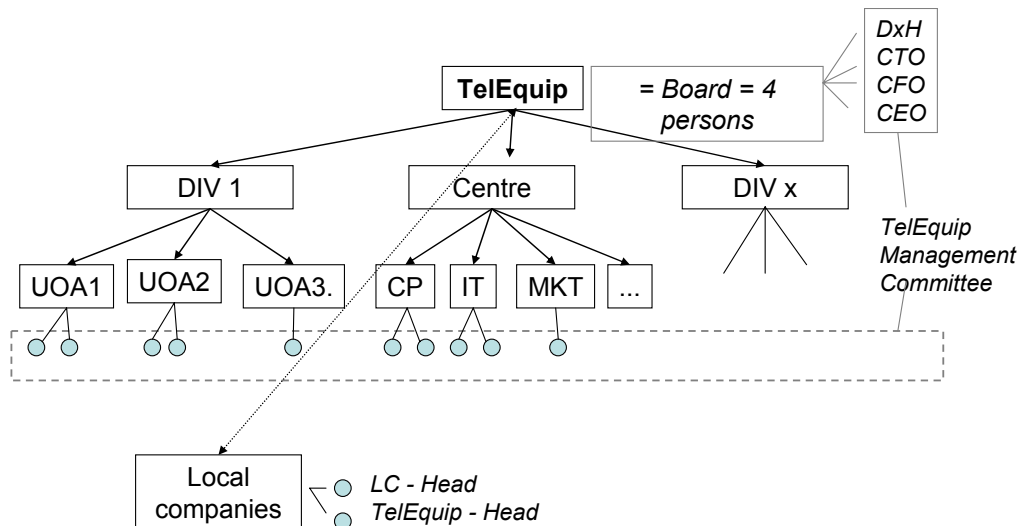 DxH
CTO
CFO
CEO
TelEquip
= Board = 4
persons
DIV 1
Centre
DIV x
TelEquip
Management
Committee
UOA1
UOA2
UOA3.
CP
IT
MKT
...
Local
companies
LC - Head
TelEquip - Head